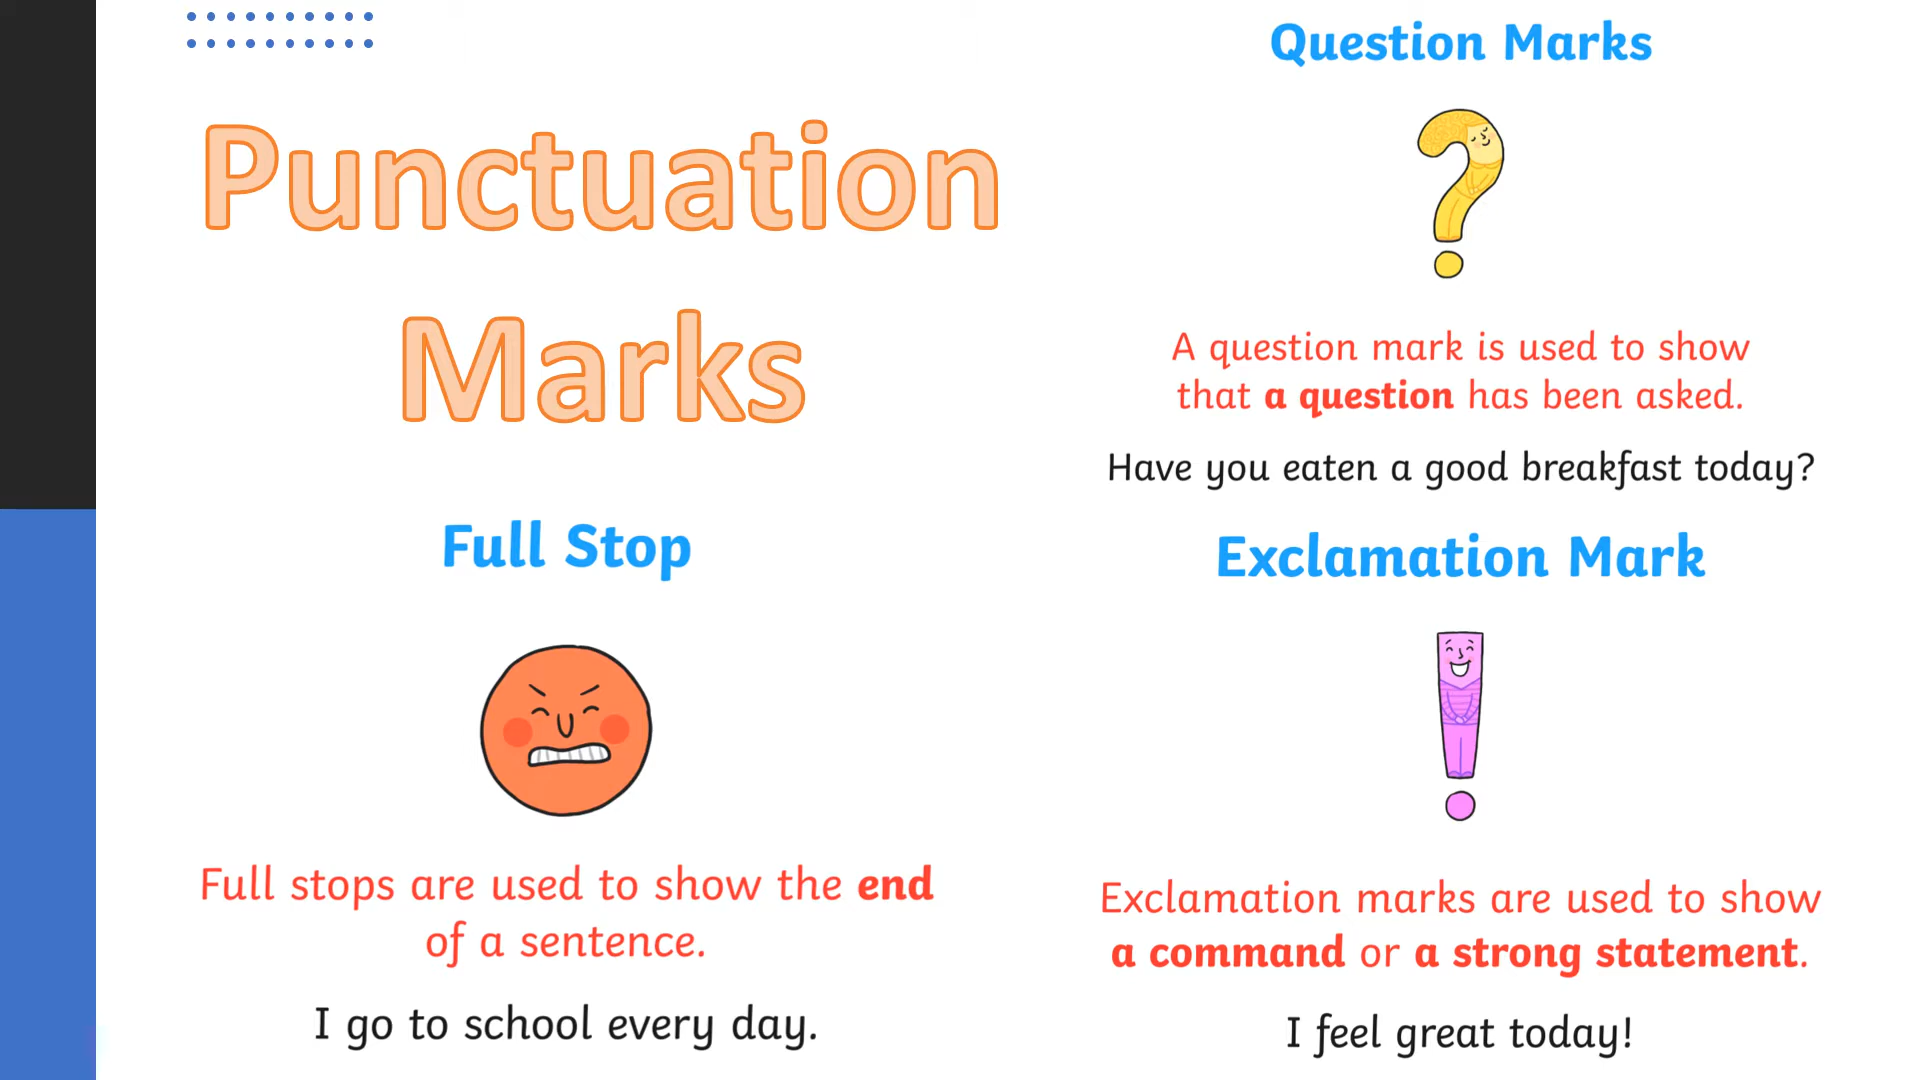 Punctuation
Marks
Question Marks
A question mark is used to show
that a question has been asked.
Have you eaten a good breakfast today?
Full Stop
Full stops are used to show the end
of a sentence.
I go to school every day.
Exclamation Mark
Exclamation marks are used to show
a command or a strong statement.
I feel great today!